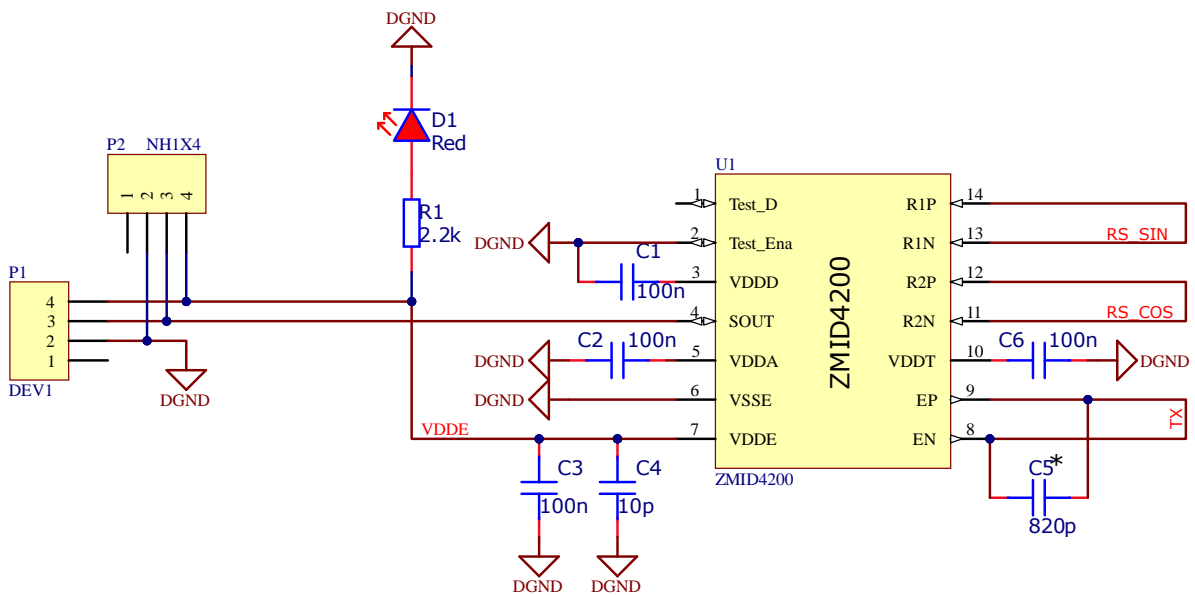 DGND
D1
Red
P2 NH1X4
1 2 3 4
R1
2.2k
P1
4
3
2
1
DEV1
DGND
U1
1 Test_D
DGND 2 Test_Ena
C1
100n
3 VDDD
4 SOUT
C2 100n
DGND 5 VDDA
DGND 6 VSSE
VDDE 7 VDDE
ZMID4200
ZMID4200
R1P 14
R1N 13 RS_SIN
R2P 12
R2N 11 RS_COS
C6 100n
VDDT 10 DGND
EP 9
EN 8
TX
C5*
820p
C3
100n
C4
10p
DGND
DGND